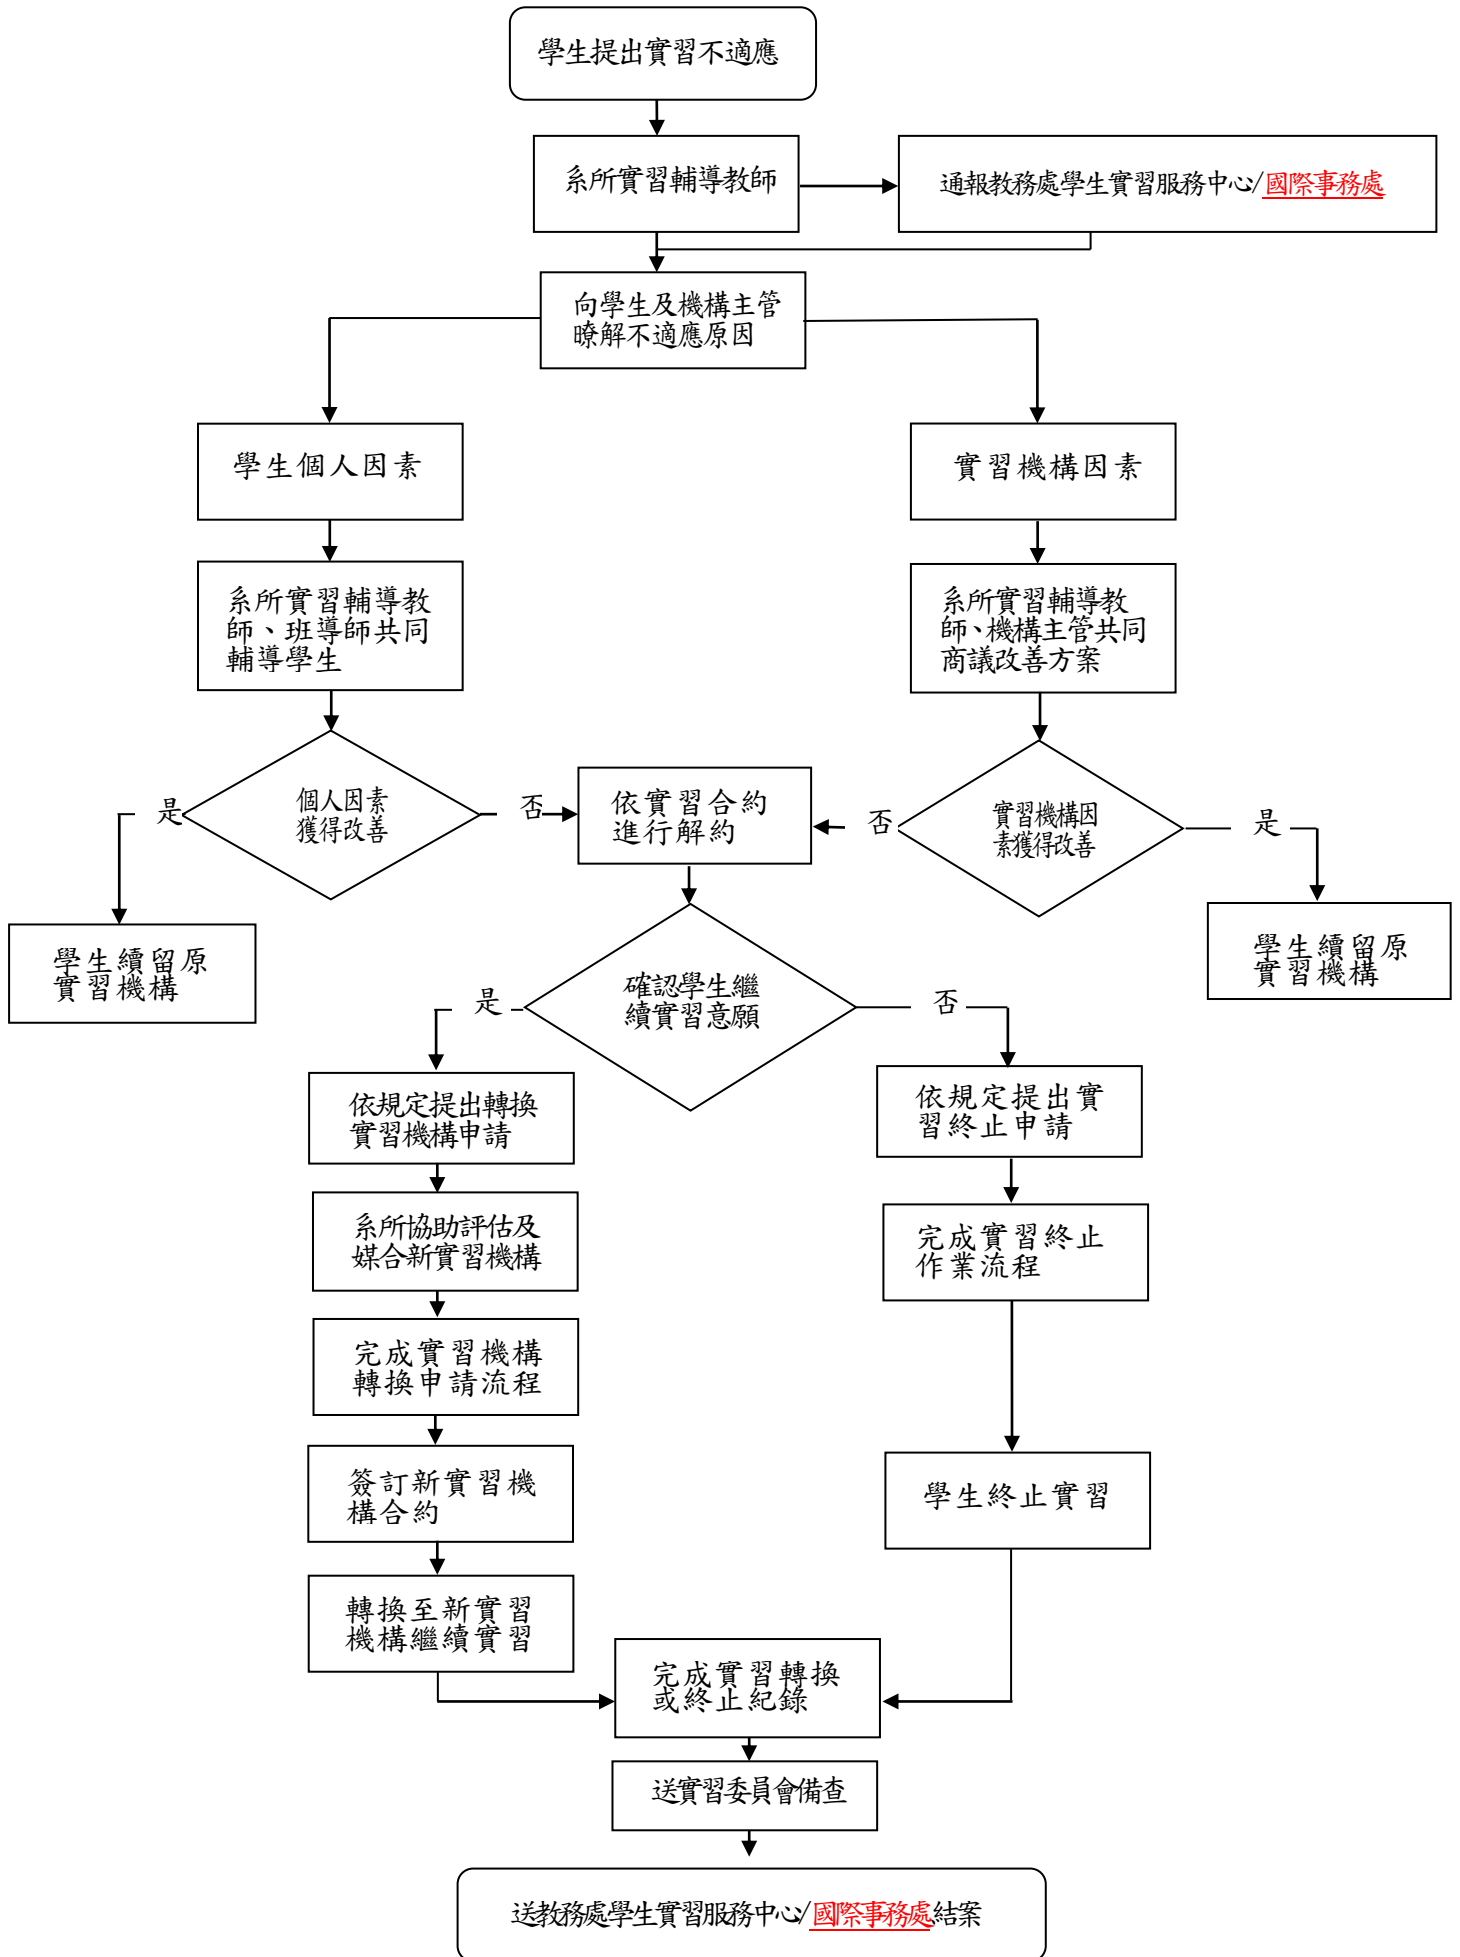 學生提出實習不適應
系所實習輔導教師
通報教務處學生實習服務中心/國際事務處
向學生及機構主管
瞭解不適應原因
學生個人因素
實習機構因素
系所實習輔導教
師、班導師共同
輔導學生
系所實習輔導教
師、機構主管共同
商議改善方案
個人因素
獲得改善
是
否
依實習合約
進行解約
實習機構因
素獲得改善
否
是
學生續留原
實習機構
學生續留原
實習機構
確認學生繼
續實習意願
是
否
依規定提出轉換
實習機構申請
依規定提出實
習終止申請
系所協助評估及
媒合新實習機構
完成實習終止
作業流程
完成實習機構
轉換申請流程
簽訂新實習機
構合約
學生終止實習
轉換至新實習
機構繼續實習
完成實習轉換
或終止紀錄
送實習委員會備查
送教務處學生實習服務中心/國際事務處結案